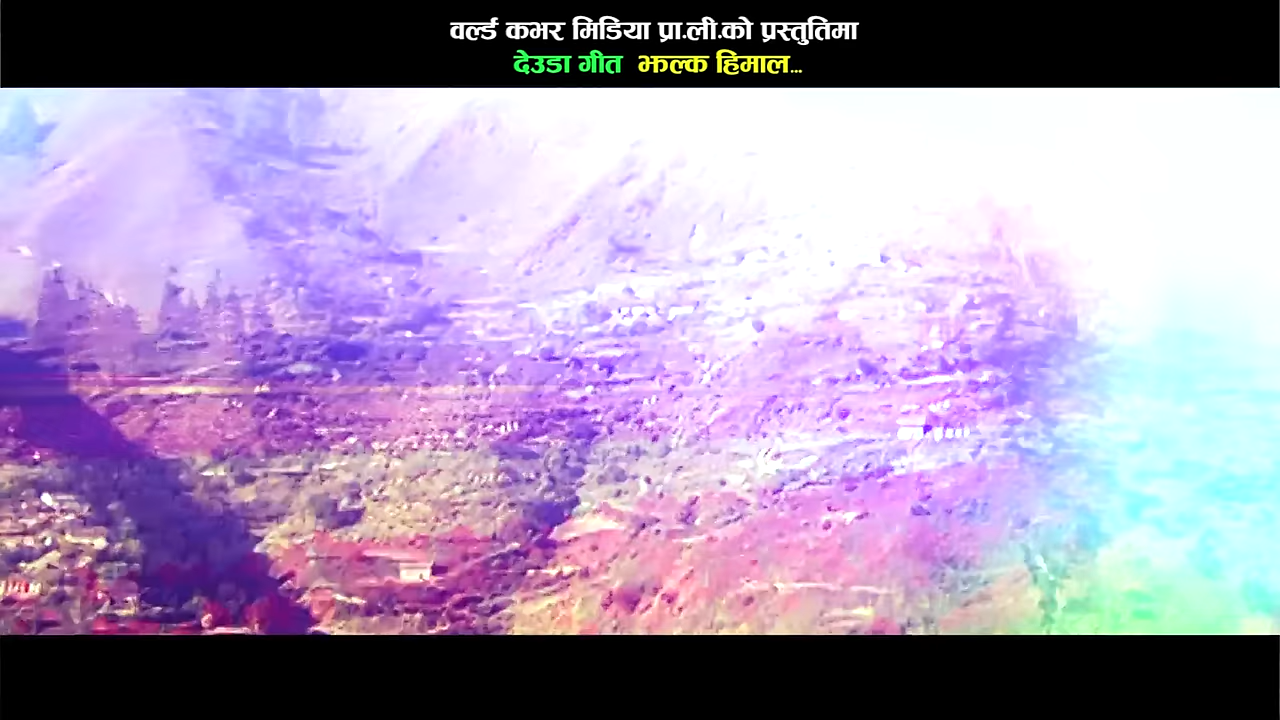 वर्ल्ड कभर मिडिया प्रा.ली.को प्रस्तुतिमा
देउडा गीत झल्क हिमाल...